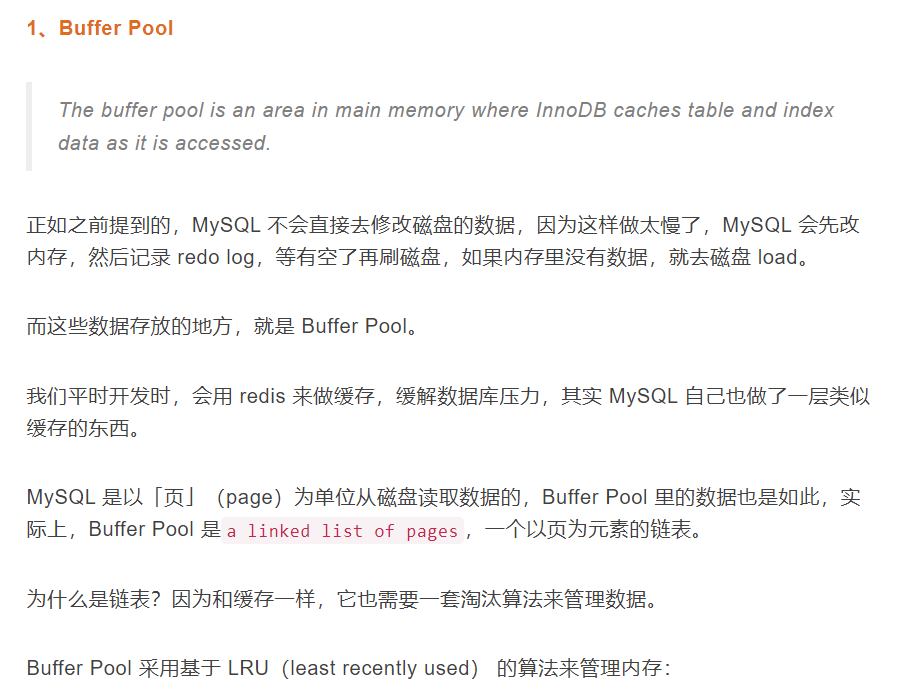 1、Buffer Pool
The buffer pool is an area in main memory where InnoDB caches table and index
data as it is accessed.
正如之前提到的，MySQL 不会直接去修改磁盘的数据，因为这样做太慢了，MySQL 会先改
内存，然后记录 redo log，等有空了再刷磁盘，如果内存里没有数据，就去磁盘 load。
而这些数据存放的地方，就是 Buffer Pool。
我们平时开发时，会用 redis 来做缓存，缓解数据库压力，其实 MySQL 自己也做了一层类似
缓存的东西。
MySQL 是以「页」（page）为单位从磁盘读取数据的，Buffer Pool 里的数据也是如此，实
际上，Buffer Pool 是 a linked list of pages，一个以页为元素的链表。
为什么是链表？因为和缓存一样，它也需要一套淘汰算法来管理数据。
Buffer Pool 采用基于 LRU（least recently used） 的算法来管理内存：